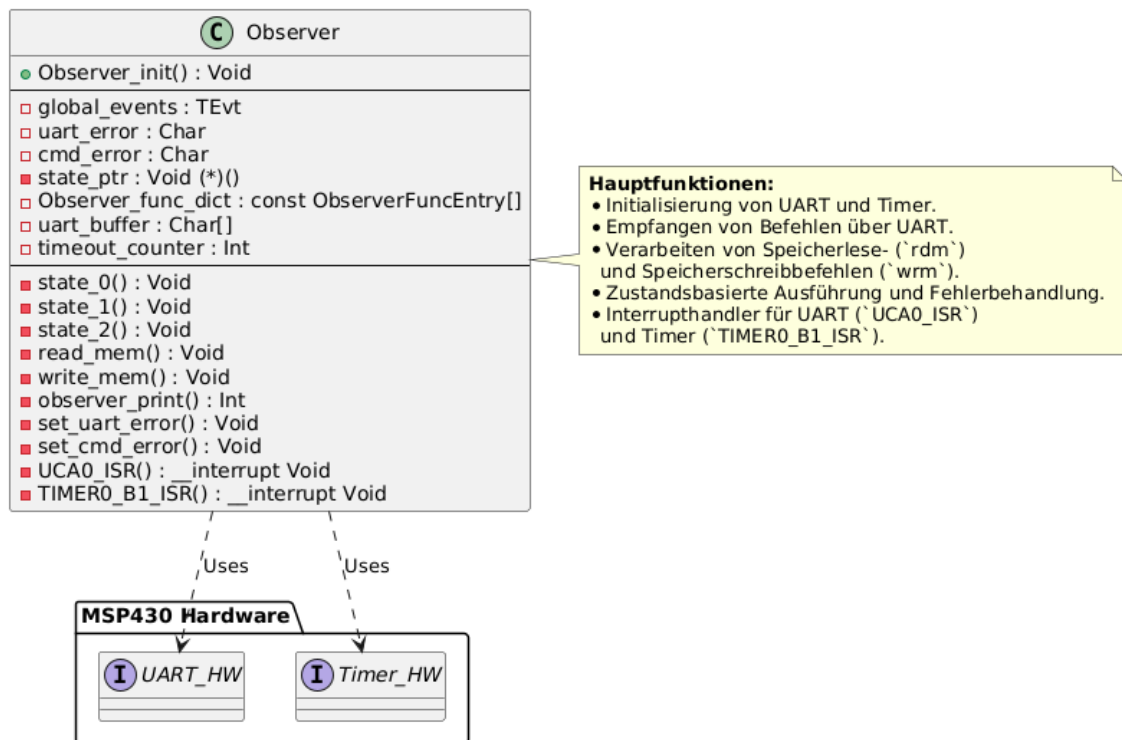 C Observer
Observer_init() : Void
global_events : TEvt
uart_error : Char
cmd_error : Char
state_ptr : Void (*)()
Observer_func_dict : const ObserverFuncEntry[]
uart_buffer : Char[]
timeout_counter : Int
state_0() : Void
state_1() : Void
state_2() : Void
read_mem() : Void
write_mem() : Void
observer_print() : Int
set_uart_error() : Void
set_cmd_error() : Void
UCA0_ISR() : __interrupt Void
TIMER0_B1_ISR() : __interrupt Void
Hauptfunktionen:
• Initialisierung von UART und Timer.
• Empfangen von Befehlen über UART.
• Verarbeiten von Speicherlese- (`rdm`)
und Speicherschreibbefehlen (`wrm`).
• Zustandsbasierte Ausführung und Fehlerbehandlung.
• Interrupthandler für UART (`UCA0_ISR`)
und Timer (`TIMER0_B1_ISR`).
Uses
Uses
MSP430 Hardware
I UART_HW
I Timer_HW